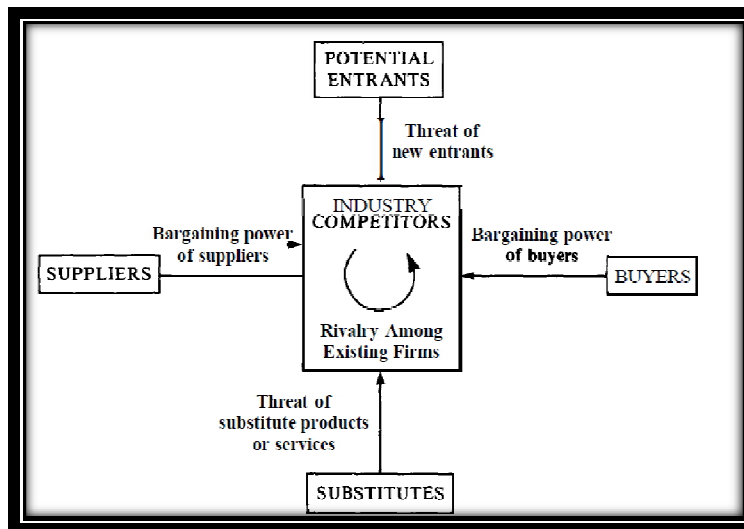 POTENTIAL
ENTRANTS
Threat of
new entrants
INDUSTRY
COMPETITORS
Bargaining power
of suppliers
Bargaining power
of buyers
SUPPLIERS
BUYERS
Rivalry Among
Existing Firms
Threat of
substitute products
or services
SUBSTITUTES